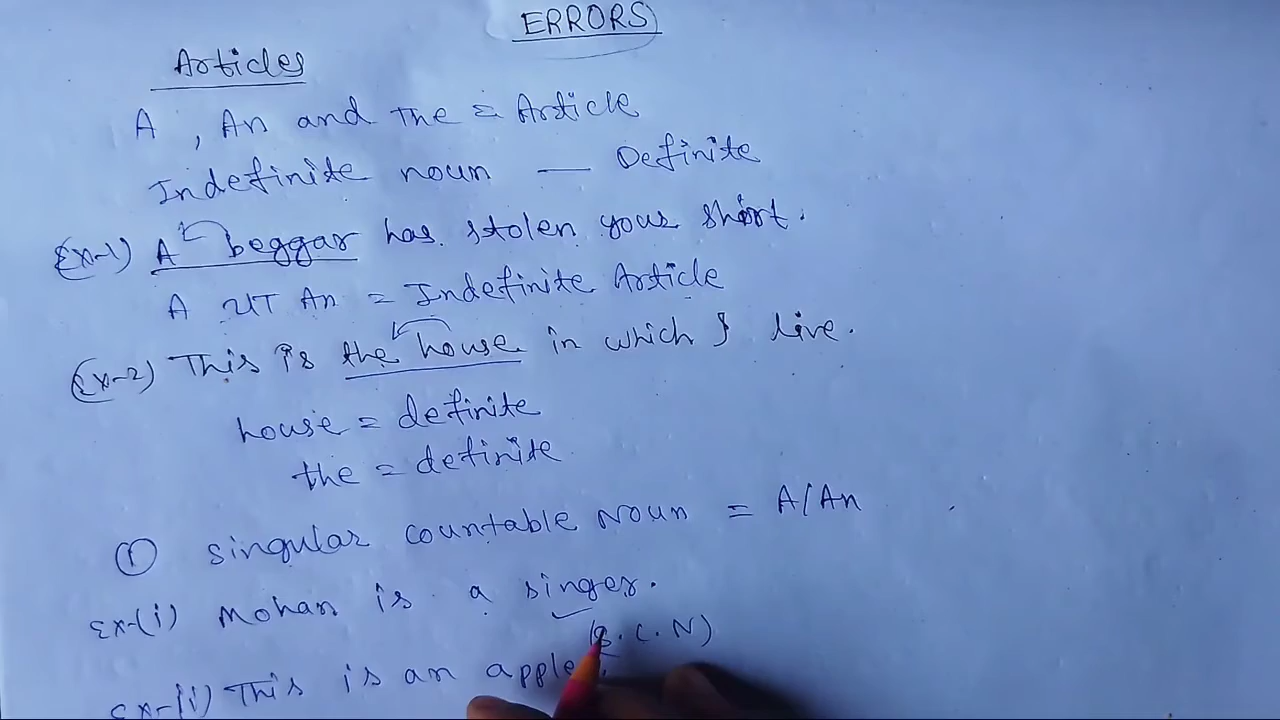 ERRORS
Articles
A , An and The = Article
Indefinite noun — Definite
Ex-1) A beggar has stolen your shirt.
A या An = Indefinite Article
Ex-2) This is the house in which I live.
house = definite
the = definite
① singular countable Noun = A/An
Ex-(i) Mohan is a singer.
(S.C.N)
Ex-(ii) This is an apple.